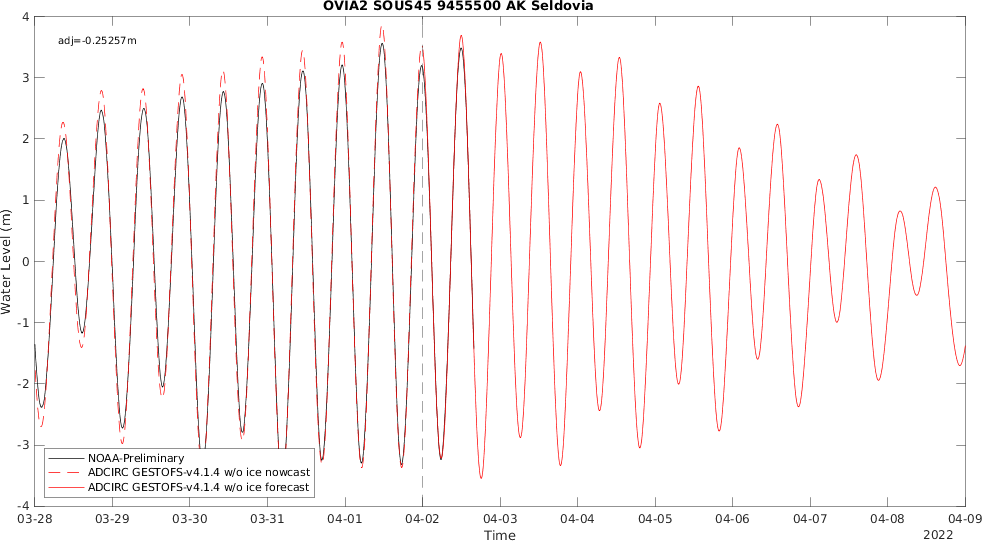 OVIA2 SOUS45 9455500 AK Seldovia
adj=-0.25257m
Water Level (m)
4
3
2
1
0
-1
-2
-3
-4
NOAA-Preliminary
ADCIRC GESTOFS-v4.1.4 w/o ice nowcast
ADCIRC GESTOFS-v4.1.4 w/o ice forecast
03-28 03-29 03-30 03-31 04-01 04-02 04-03 04-04 04-05 04-06 04-07 04-08 04-09
Time
2022